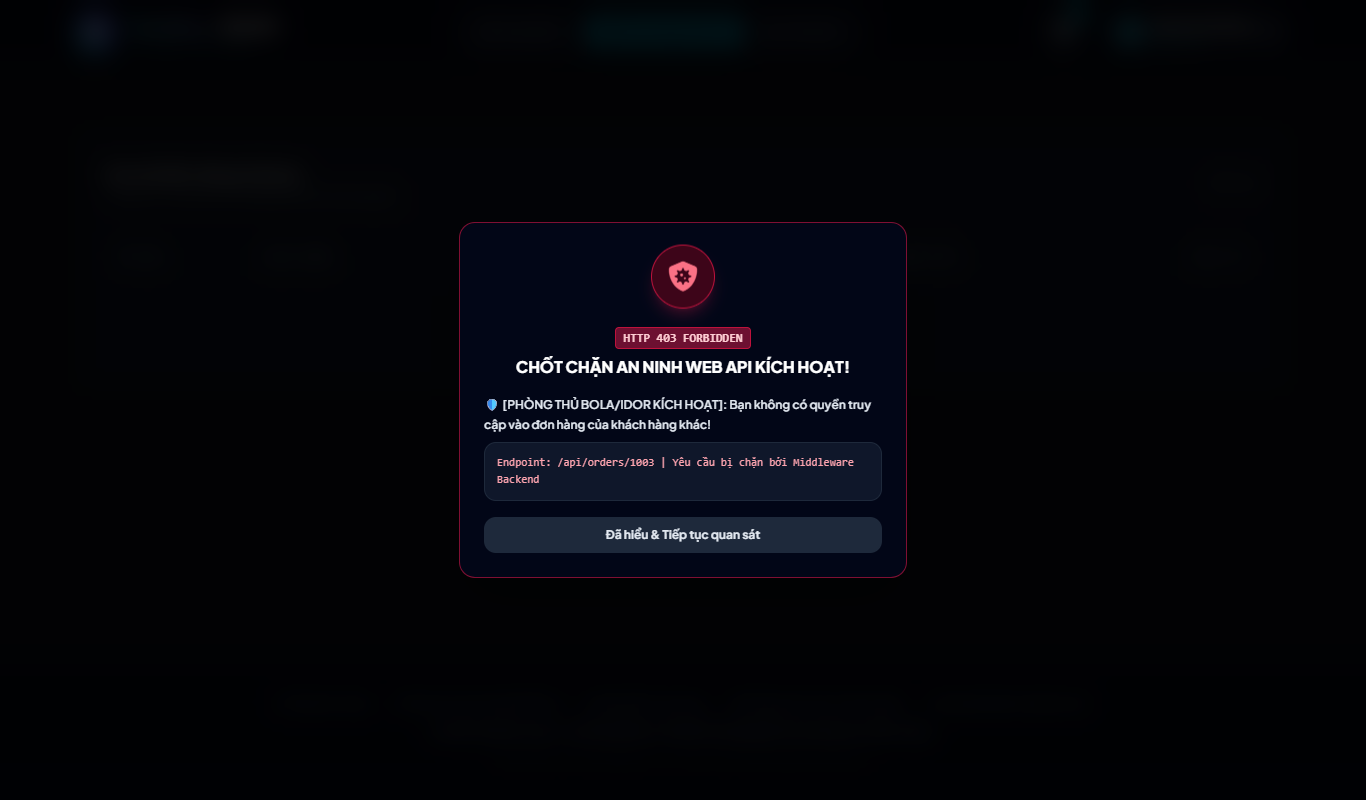 HTTP 403 FORBIDDEN
CHỐT CHẶN AN NINH WEB API KÍCH HOẠT!
[PHÒNG THỦ BOLA/IDOR KÍCH HOẠT]: Bạn không có quyền truy
cập vào đơn hàng của khách hàng khác!
Endpoint: /api/orders/1003 | Yêu cầu bị chặn bởi Middleware
Backend
Đã hiểu & Tiếp tục quan sát